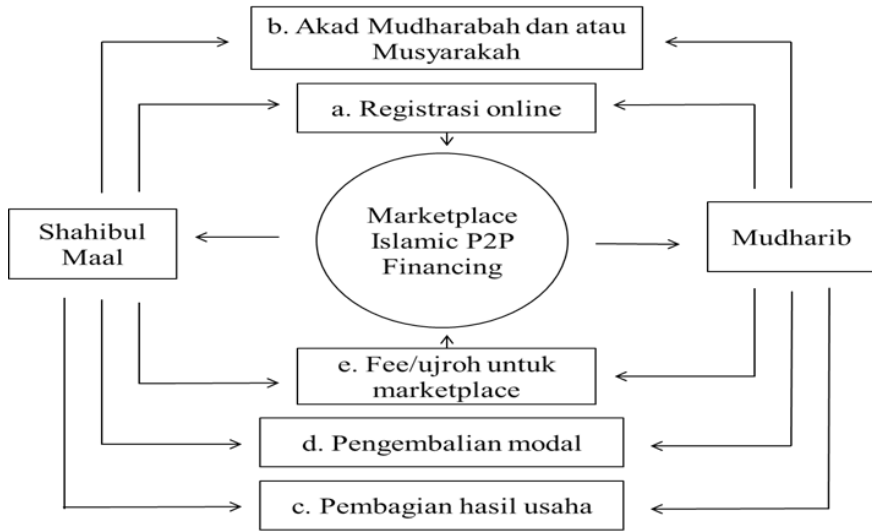 b. Akad Mudharabah dan atau
Musyarakah
a. Registrasi online
Shahibul
Maal
Marketplace
Islamic P2P
Financing
Mudharib
e. Fee/ujroh untuk
marketplace
d. Pengembalian modal
c. Pembagian hasil usaha